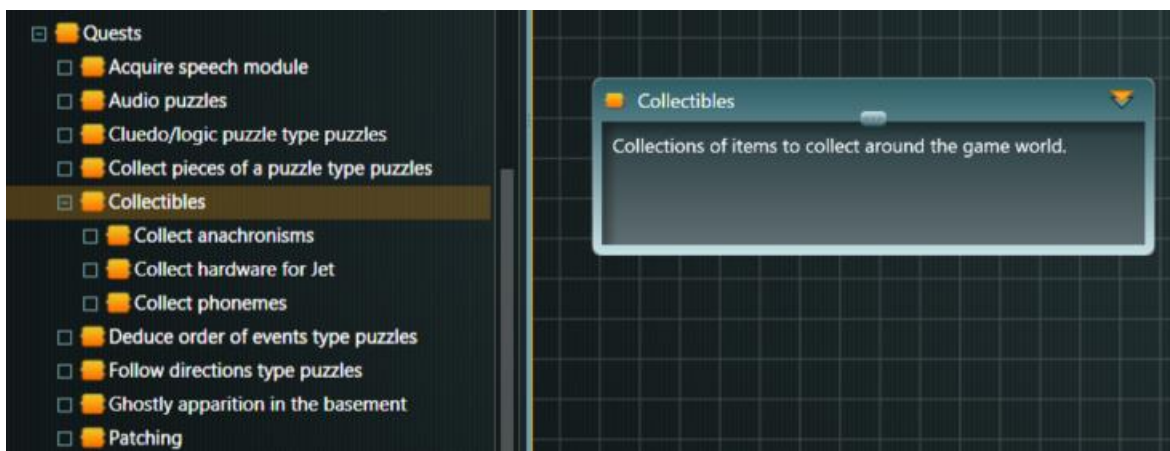 Quests
Acquire speech module
Audio puzzles
Cluedo/logic puzzle type puzzles
Collect pieces of a puzzle type puzzles
Collectibles
Collect anachronisms
Collect hardware for Jet
Collect phonemes
Deduce order of events type puzzles
Follow directions type puzzles
Ghostly apparition in the basement
Patching
Collectibles
Collections of items to collect around the game world.